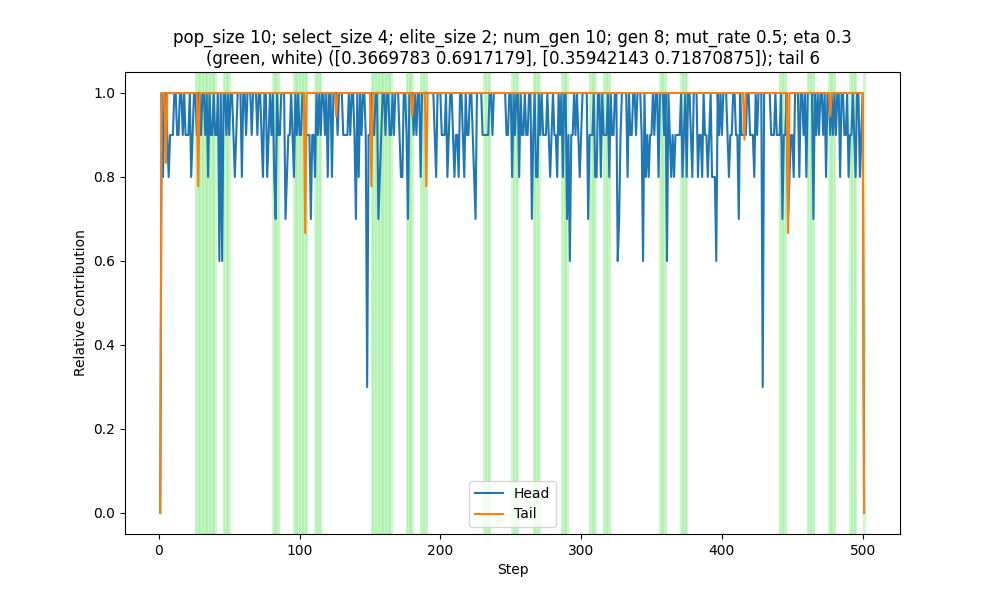 pop_size 10; select_size 4; elite_size 2; num_gen 10; gen 8; mut_rate 0.5; eta 0.3
(green, white) ([0.3669783 0.6917179], [0.35942143 0.71870875]); tail 6
1.0
0.8
0.6
0.4
0.2
0.0
Relative Contribution
Head
Tail
0
100
200
300
400
500
Step